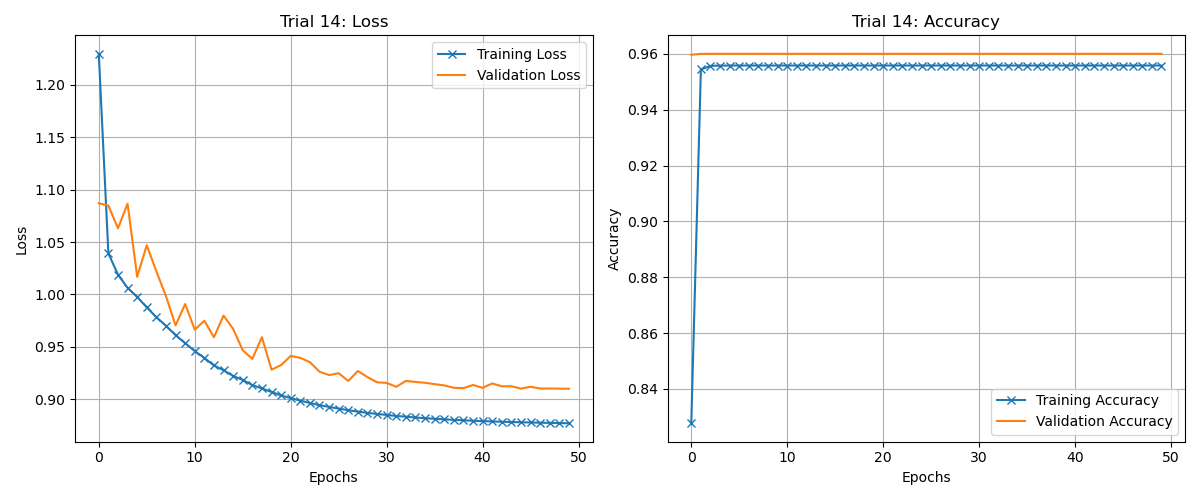 Trial 14: Loss
Training Loss
Validation Loss
1.20
1.15
1.10
1.05
1.00
0.95
0.90
Loss
0
10
20
30
40
50
Epochs
Trial 14: Accuracy
0.96
0.94
0.92
0.90
0.88
0.86
0.84
Accuracy
Training Accuracy
Validation Accuracy
0
10
20
30
40
50
Epochs